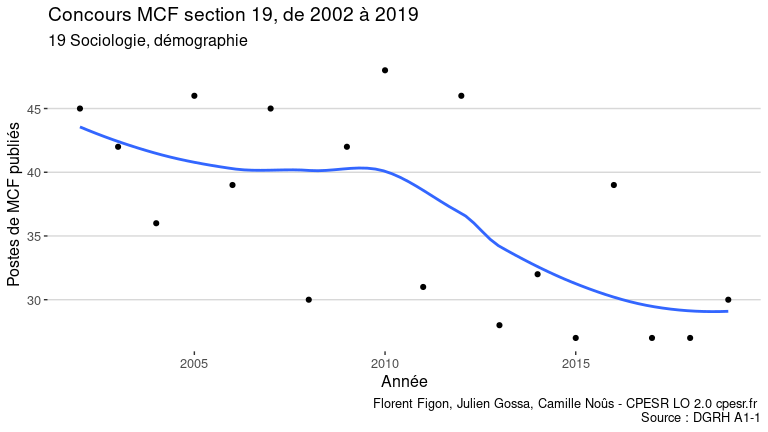 Concours MCF section 19, de 2002 à 2019
19 Sociologie, démographie
Postes de MCF publiés
45
40
35
30
2005
2010
2015
Année
Florent Figon, Julien Gossa, Camille Noûs - CPESR LO 2.0 cpesr.fr
Source : DGRH A1-1